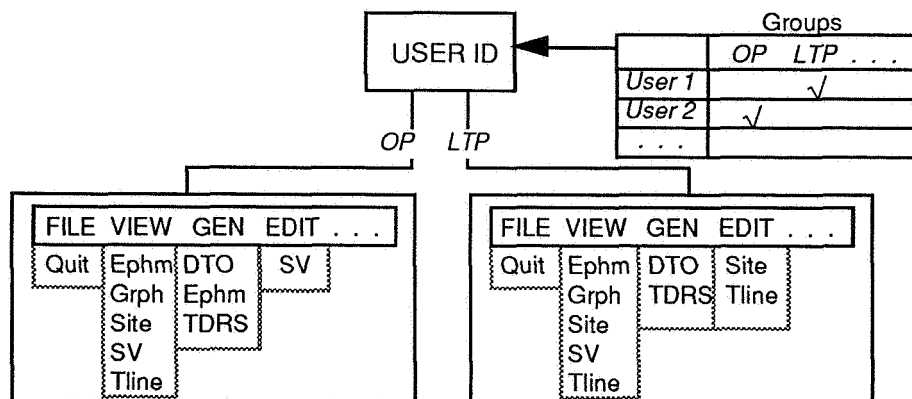 Groups
USER ID
OP LTP . . .
User 1 √
User 2 √
. . .
OP LTP
FILE VIEW GEN EDIT . . .
Quit Ephm DTO SV
Grph Ephm
Site TDRS
SV
Tline
FILE VIEW GEN EDIT . . .
Quit Ephm DTO Site
Grph TDRS Tline
Site
SV
Tline